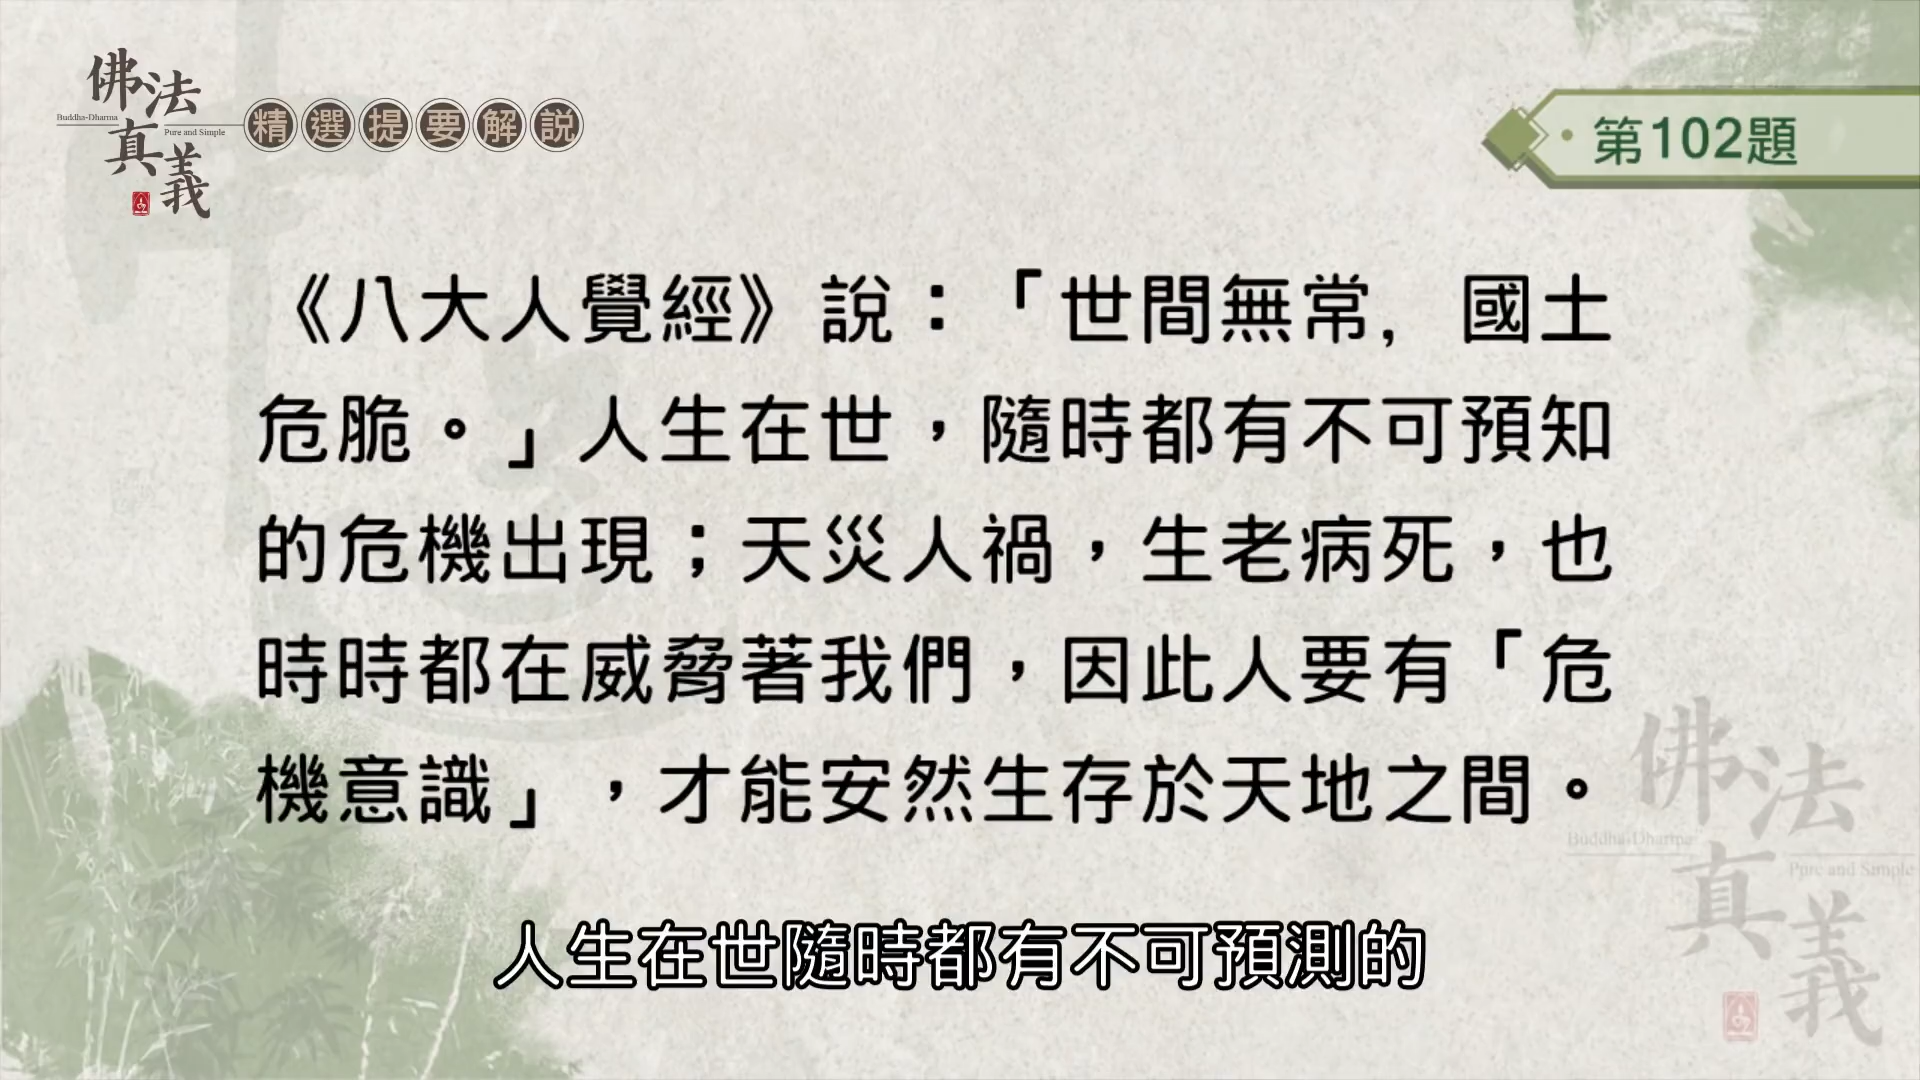 佛法
真義
Buddha-Dharma
Pure and Simple
精選提要解說
第102題
《八大人覺經》說：「世間無常，國土
危脆。」人生在世，隨時都有不可預知
的危機出現；天災人禍，生老病死，也
時時都在威脅著我們，因此人要有「危
機意識」，才能安然生存於天地之間。
人生在世隨時都有不可預測的
佛法
Buddha-Dharma
Pure and Simple
真義